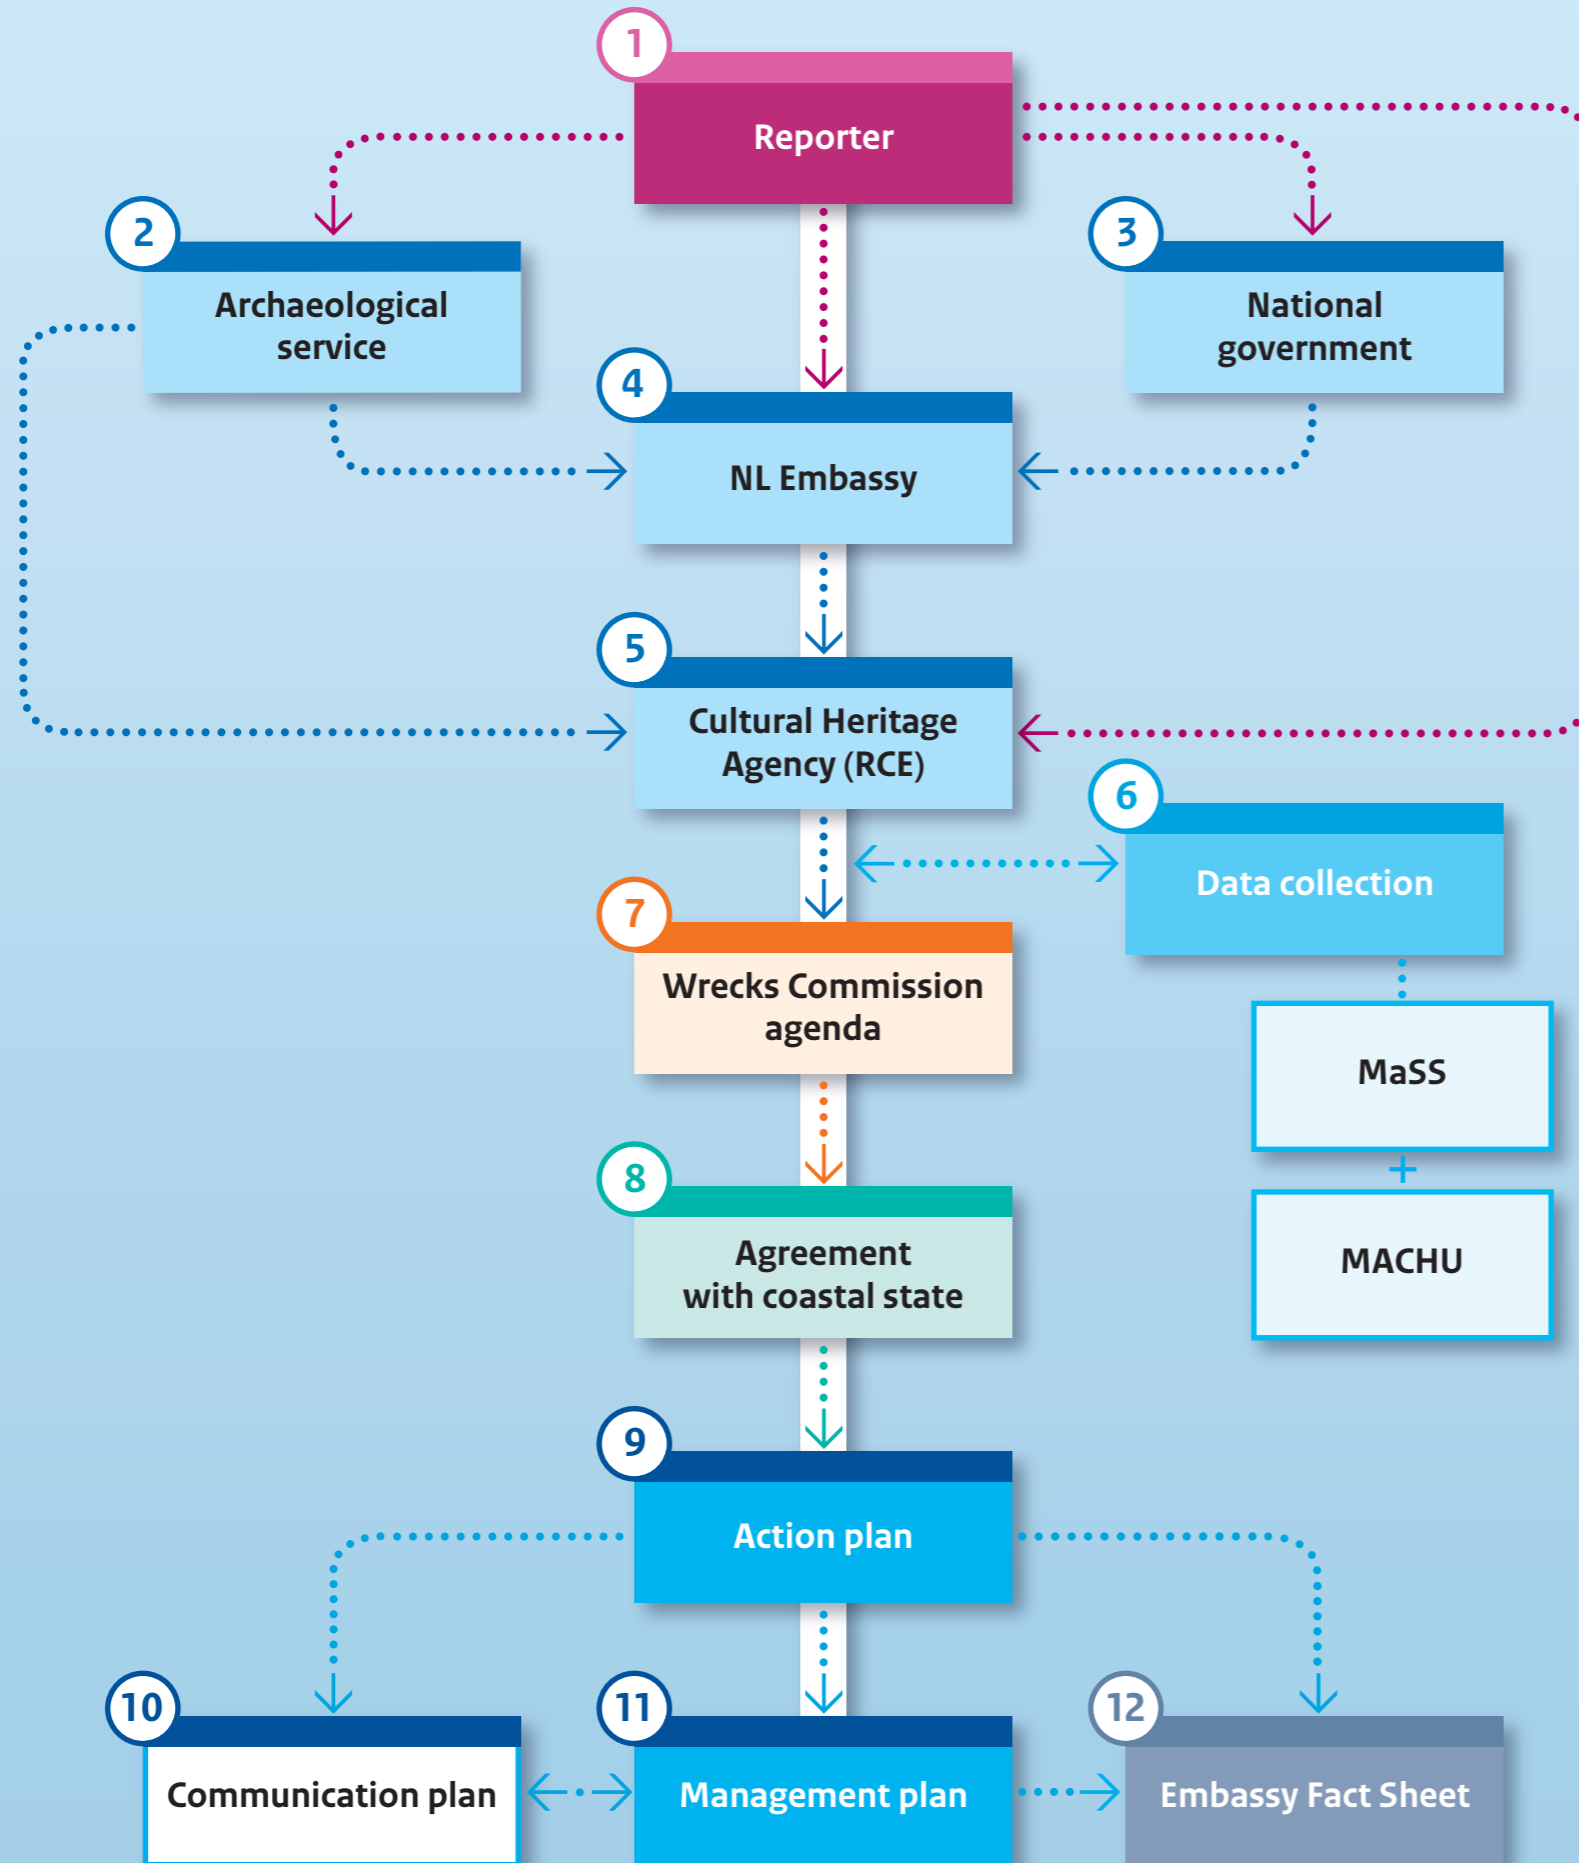 1
Reporter
2
Archaeological
service
3
National
government
4
NL Embassy
5
Cultural Heritage
Agency (RCE)
6
Data collection
7
Wrecks Commission
agenda
MaSS
+
MACHU
8
Agreement
with coastal state
9
Action plan
10
Communication plan
11
Management plan
12
Embassy Fact Sheet